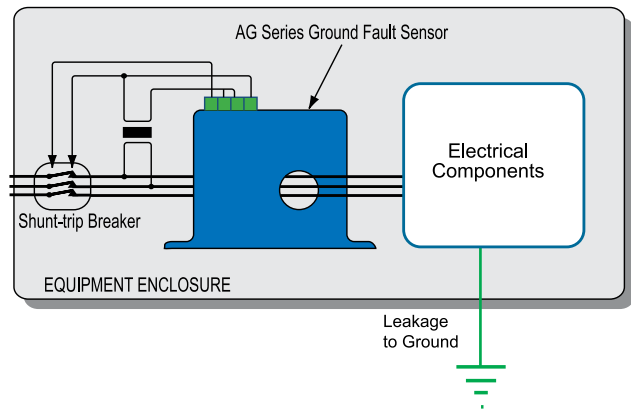 AG Series Ground Fault Sensor
Electrical
Components
Shunt-trip Breaker
EQUIPMENT ENCLOSURE
Leakage
to Ground